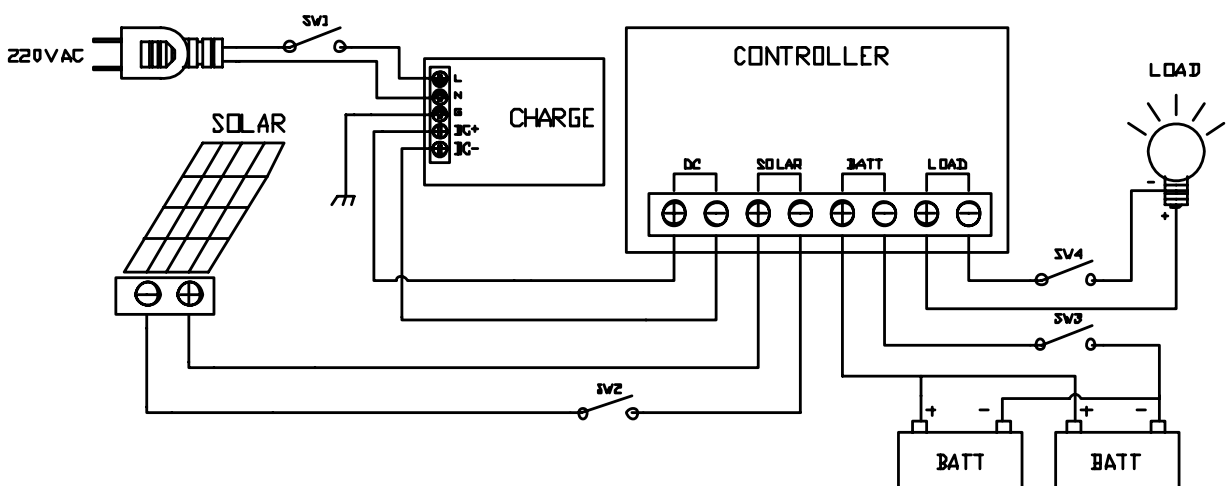 SW1
220VAC
CONTROLLER
LOAD
L
N
CHARGE
SOLAR
DC+
DC-
DC
SOLAR
BATT
LOAD
-
+
SW4
SW3
SW2
+
-
+
-
BATT
BATT